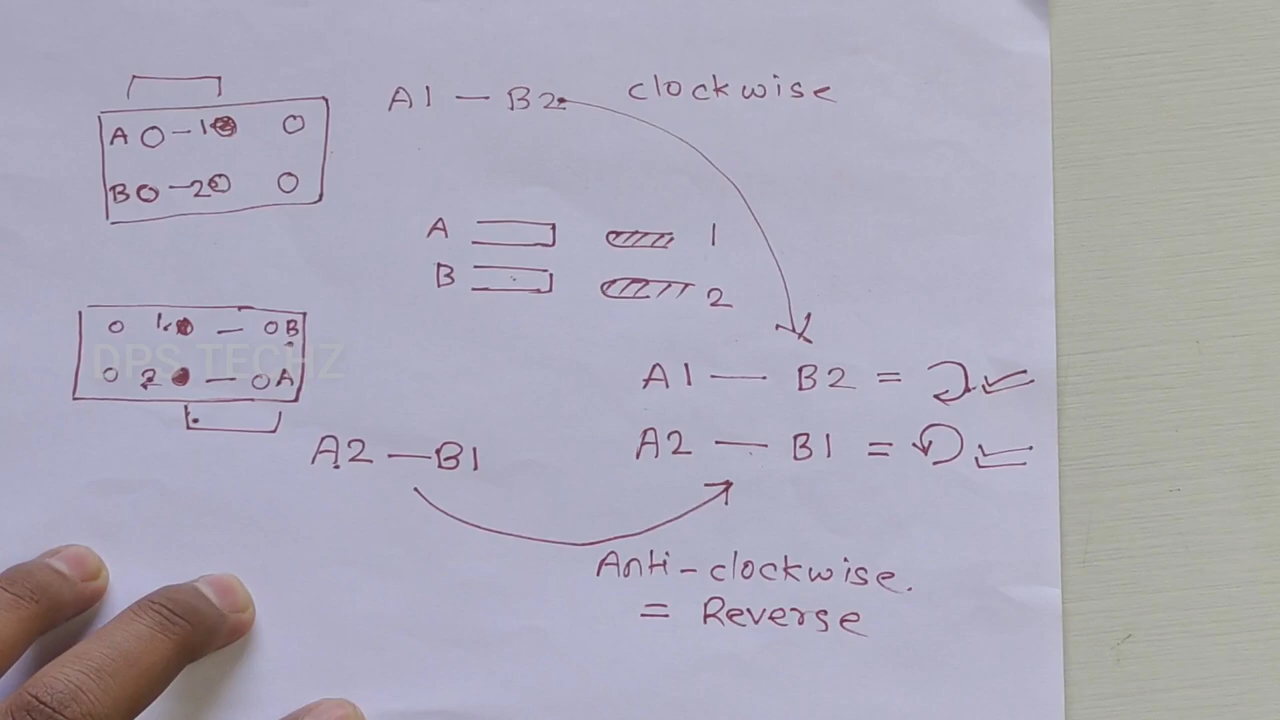 A1 — B2 clockwise
A O — 1
B O — 2
A 1
B 2
1 — O B
2 — O A
DPS TECHZ
A1 — B2 =
A2 — B1 =
A2 — B1
Anti-clockwise.
= Reverse